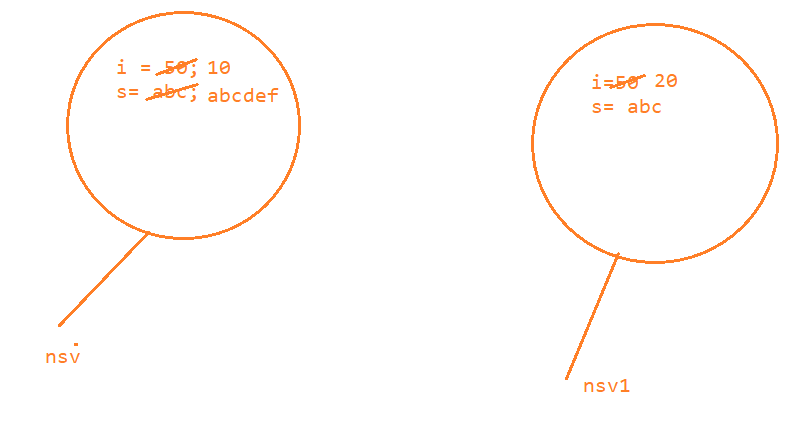 i = 50; 10
s= abc; abcdef
nsv
i=50 20
s= abc
nsv1